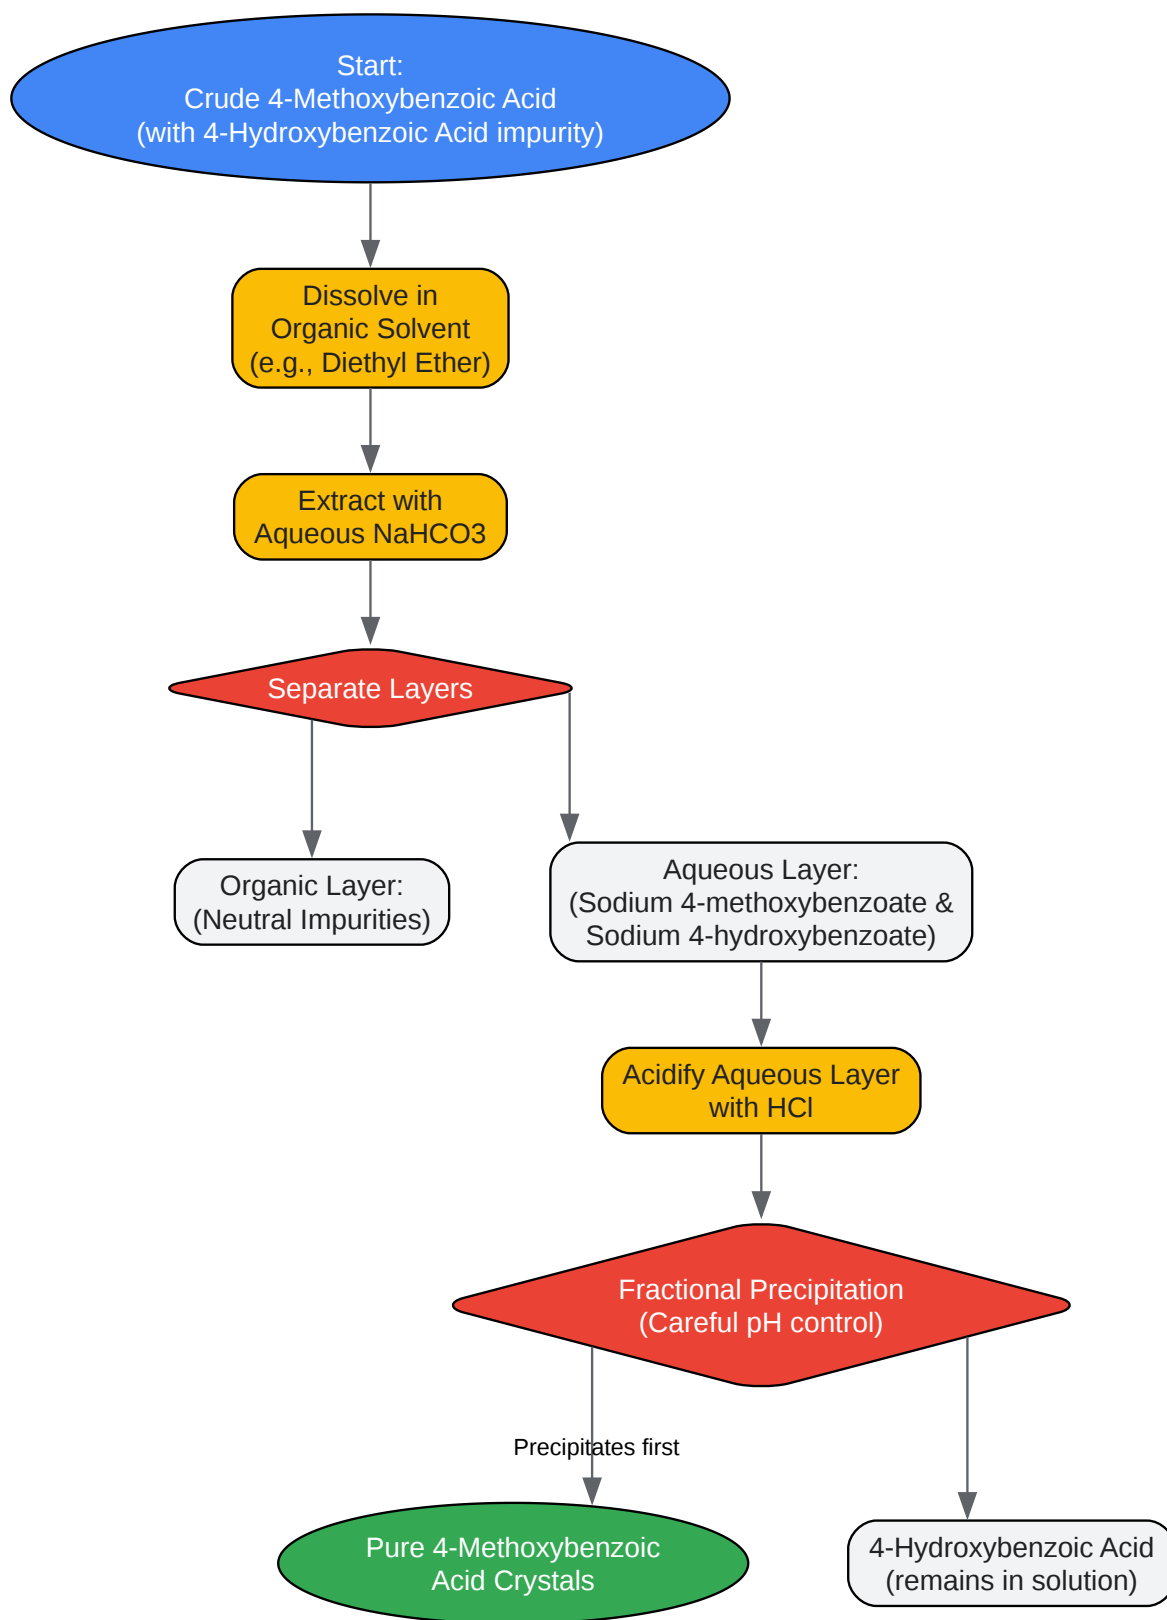 Start:
Crude 4-Methoxybenzoic Acid
(with 4-Hydroxybenzoic Acid impurity)
Dissolve in
Organic Solvent
(e.g., Diethyl Ether)
Extract with
Aqueous NaHCO3
Separate Layers
Organic Layer:
(Neutral Impurities)
Aqueous Layer:
(Sodium 4-methoxybenzoate &
Sodium 4-hydroxybenzoate)
Acidify Aqueous Layer
with HCl
Fractional Precipitation
(Careful pH control)
Precipitates first
Pure 4-Methoxybenzoic
Acid Crystals
4-Hydroxybenzoic Acid
(remains in solution)